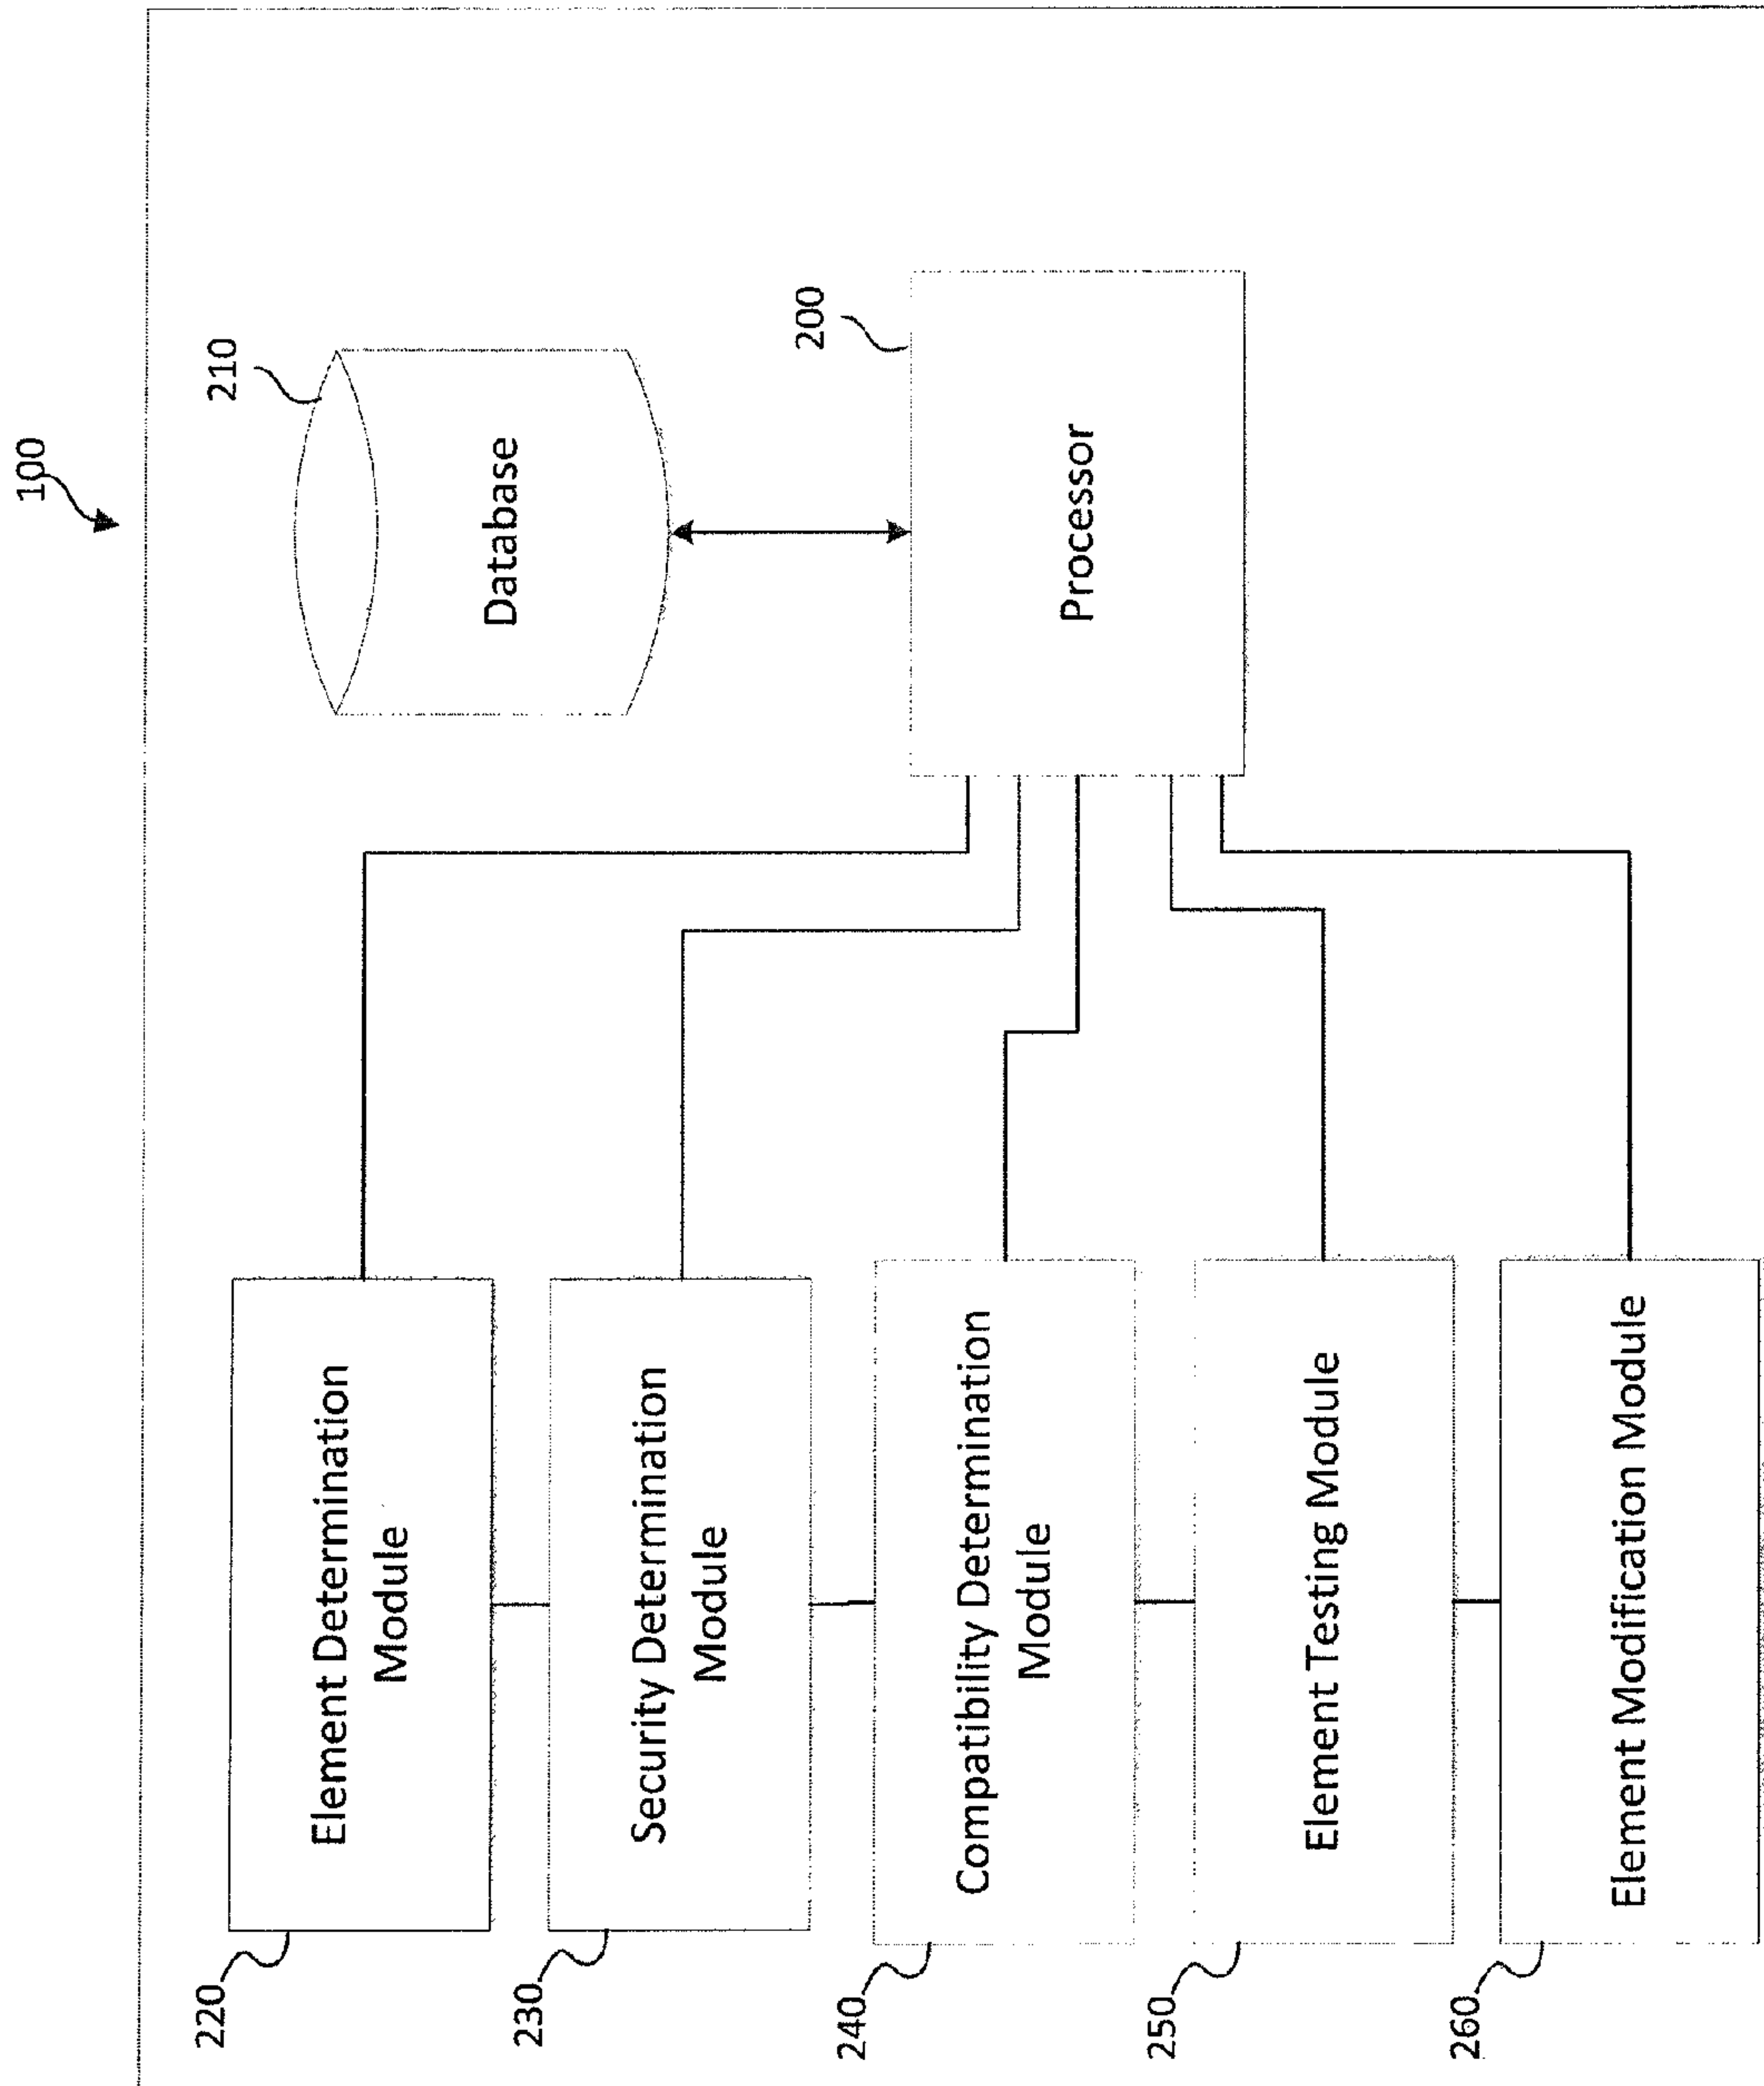 100
220
Element Determination
Module
210
Database
230
Security Determination
Module
240
Compatibility Determination
Module
200
Processor
250
Element Testing Module
260
Element Modification Module